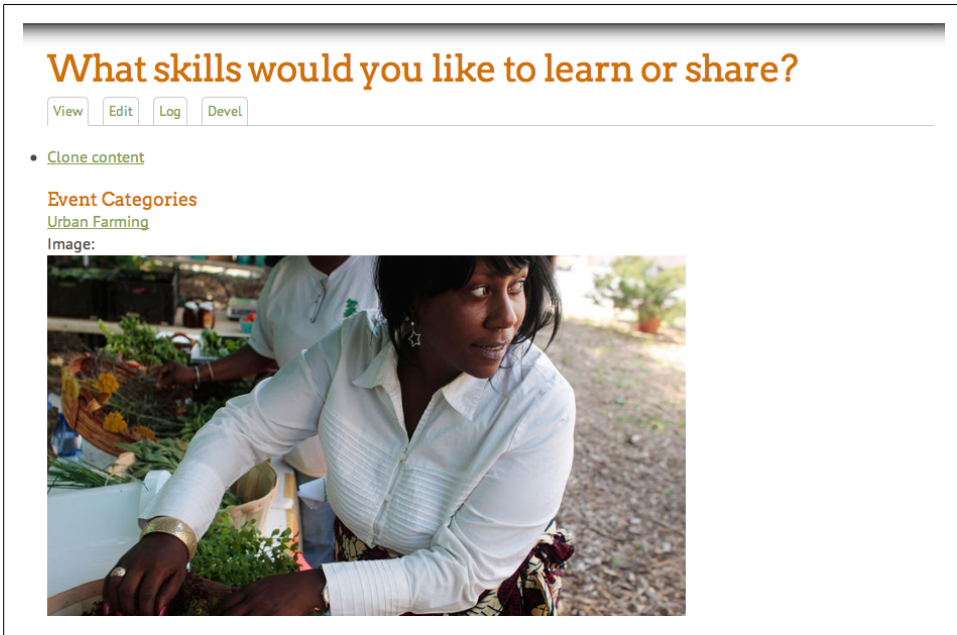 What skills would you like to learn or share?
View Edit Log Devel
Clone content
Event Categories
Urban Farming
Image: